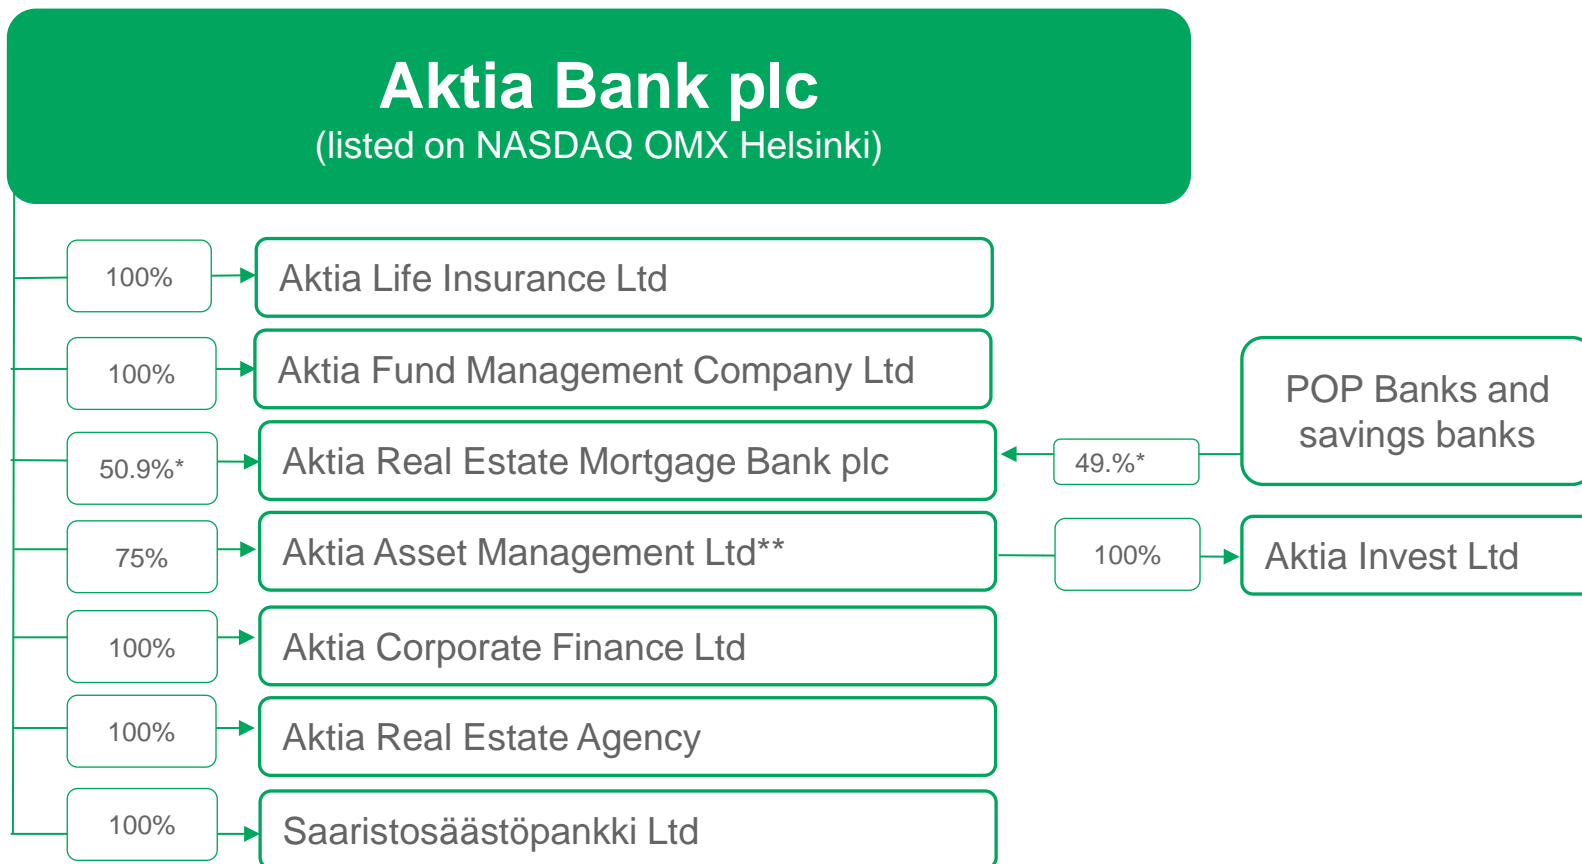 Aktia Bank plc
(listed on NASDAQ OMX Helsinki)
100%
Aktia Life Insurance Ltd
100%
Aktia Fund Management Company Ltd
POP Banks and
savings banks
50.9%*
Aktia Real Estate Mortgage Bank plc
49.%*
75%
Aktia Asset Management Ltd**
100%
Aktia Invest Ltd
100%
Aktia Corporate Finance Ltd
100%
Aktia Real Estate Agency
100%
Saaristosäästöpankki Ltd